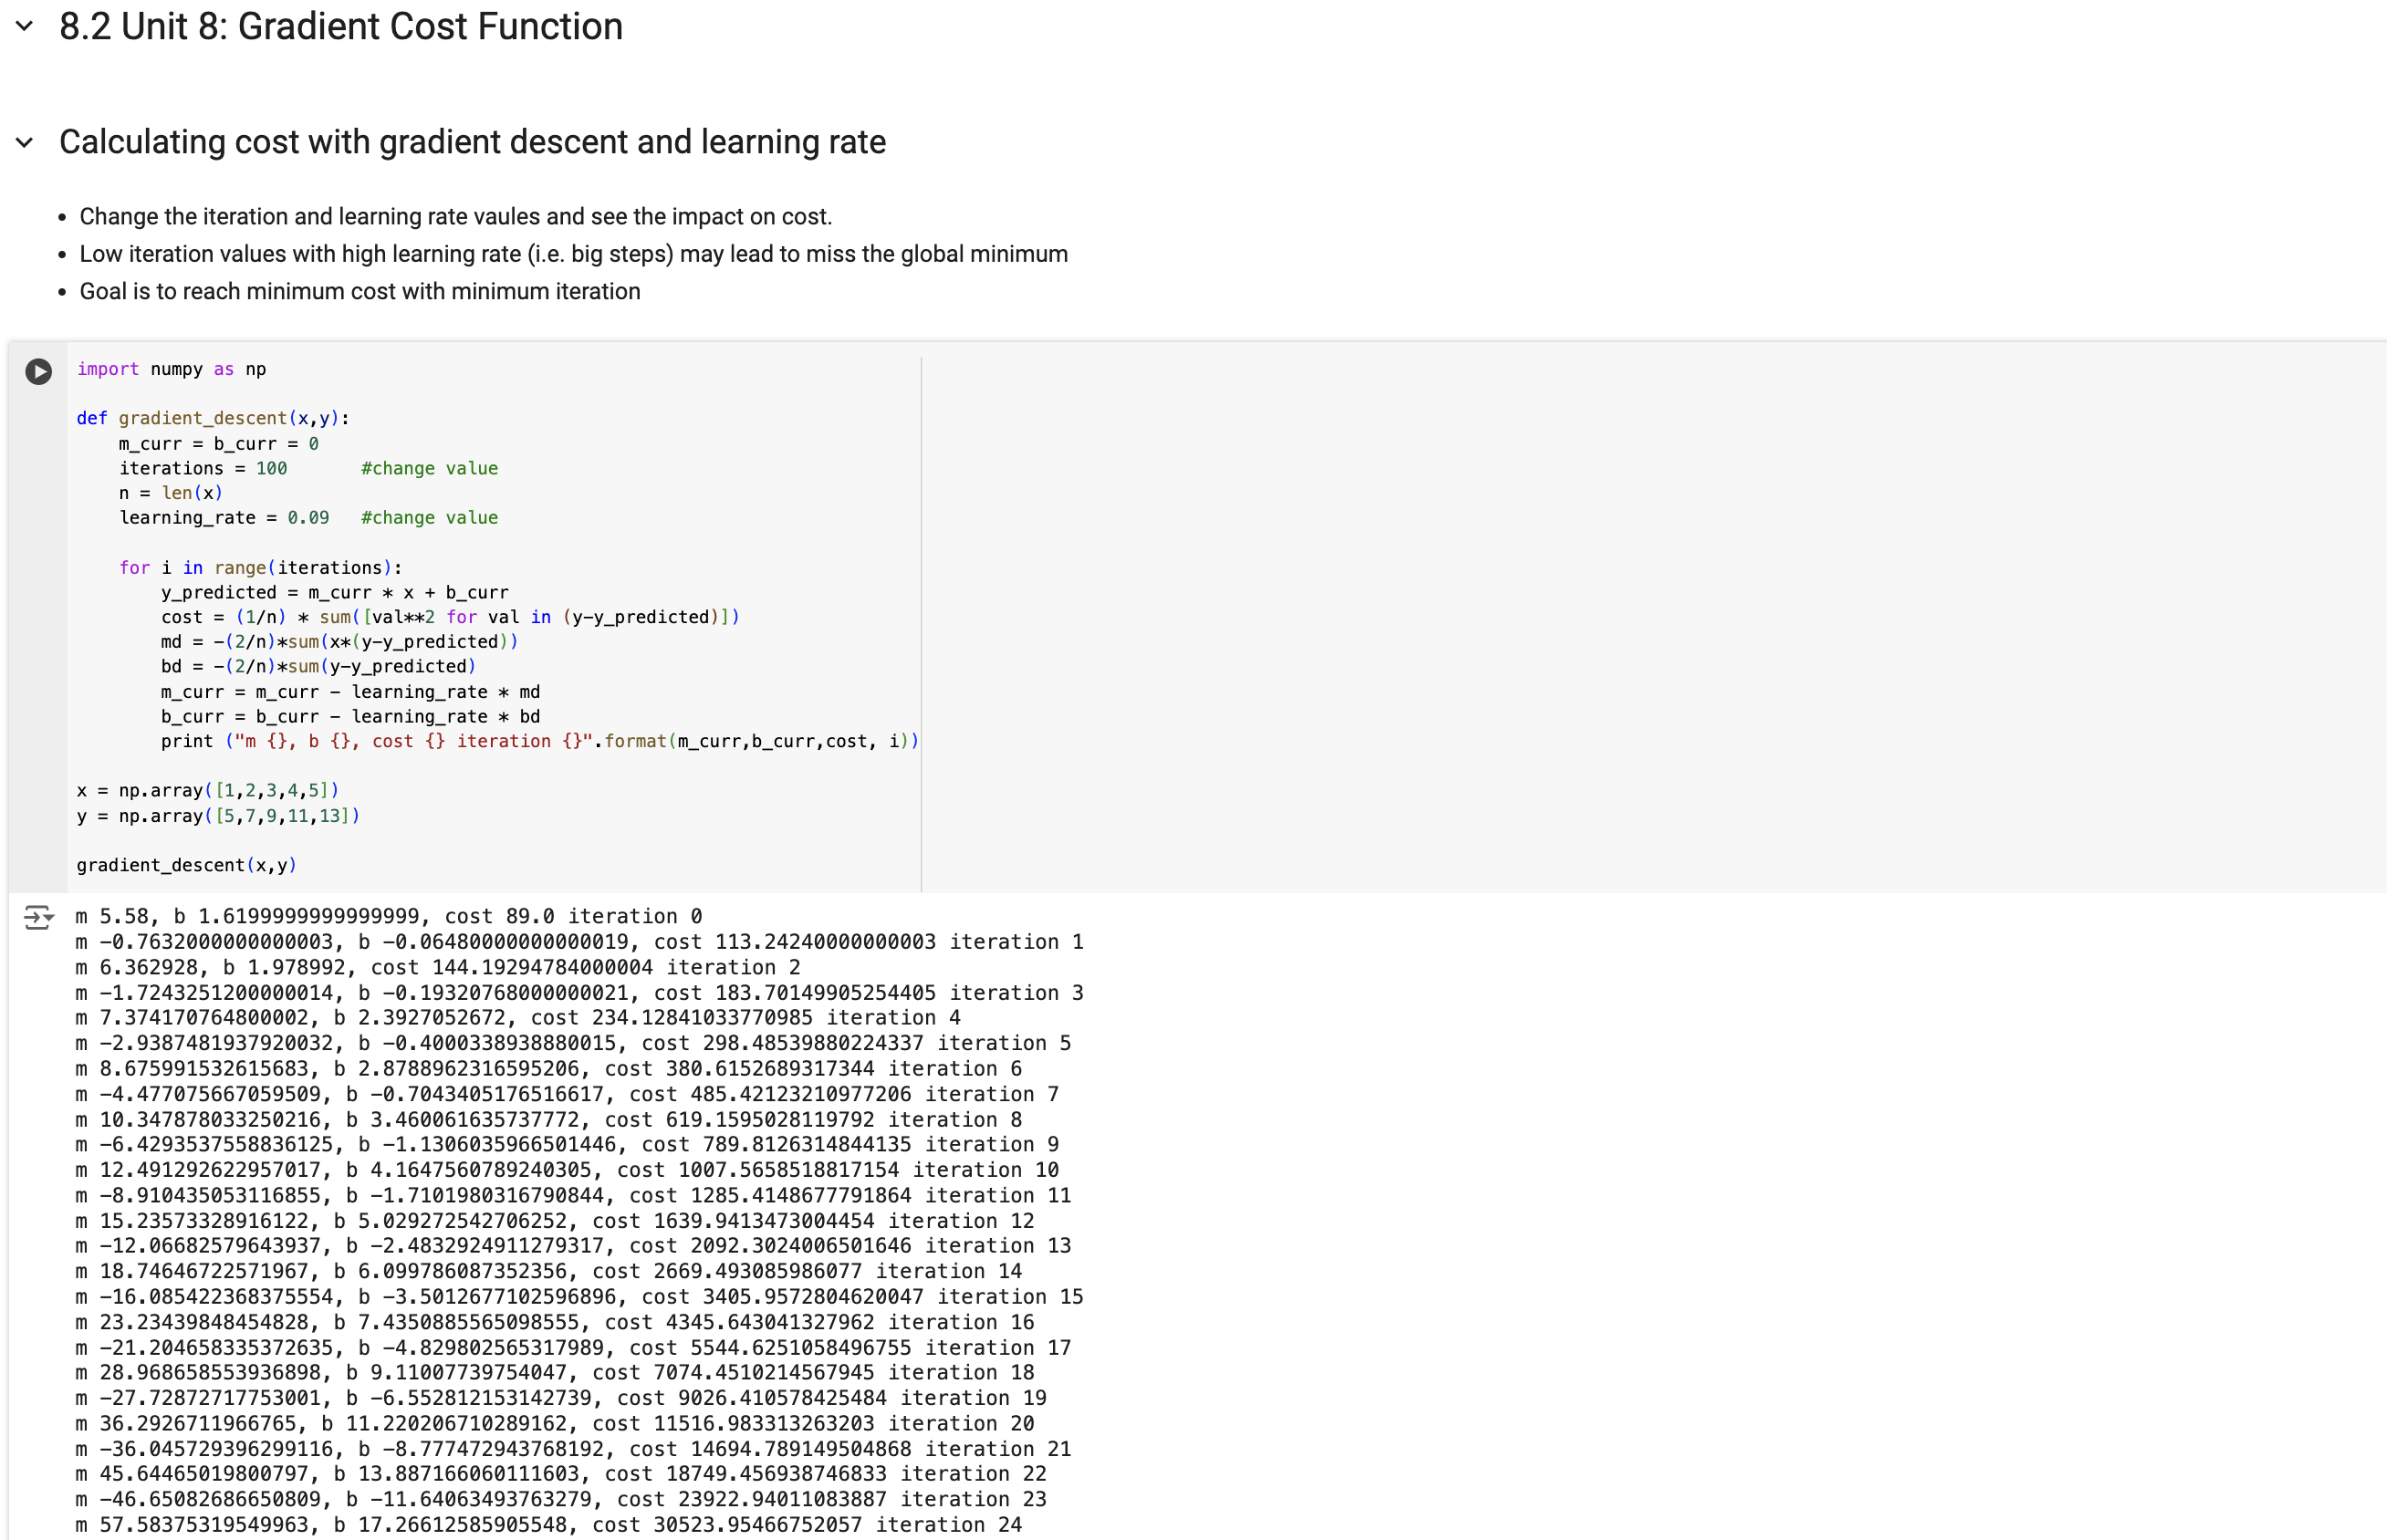 8.2 Unit 8: Gradient Cost Function
Calculating cost with gradient descent and learning rate
• Change the iteration and learning rate vaules and see the impact on cost.
• Low iteration values with high learning rate (i.e. big steps) may lead to miss the global minimum
• Goal is to reach minimum cost with minimum iteration
import numpy as np
def gradient_descent(x,y):
    m_curr = b_curr = 0
    iterations = 100       #change value
    n = len(x)
    learning_rate = 0.09   #change value
    for i in range(iterations):
        y_predicted = m_curr * x + b_curr
        cost = (1/n) * sum([val**2 for val in (y-y_predicted)])
        md = -(2/n)*sum(x*(y-y_predicted))
        bd = -(2/n)*sum(y-y_predicted)
        m_curr = m_curr - learning_rate * md
        b_curr = b_curr - learning_rate * bd
        print ("m {}, b {}, cost {} iteration {}".format(m_curr,b_curr,cost, i))
x = np.array([1,2,3,4,5])
y = np.array([5,7,9,11,13])
gradient_descent(x,y)
m 5.58, b 1.6199999999999999, cost 89.0 iteration 0
m -0.7632000000000003, b -0.06480000000000019, cost 113.24240000000003 iteration 1
m 6.362928, b 1.978992, cost 144.19294784000004 iteration 2
m -1.7243251200000014, b -0.19320768000000021, cost 183.70149905254405 iteration 3
m 7.374170764800002, b 2.3927052672, cost 234.12841033770985 iteration 4
m -2.9387481937920032, b -0.4000338938880015, cost 298.48539880224337 iteration 5
m 8.675991532615683, b 2.8788962316595206, cost 380.6152689317344 iteration 6
m -4.477075667059509, b -0.7043405176516617, cost 485.42123210977206 iteration 7
m 10.347878033250216, b 3.460061635737772, cost 619.1595028119792 iteration 8
m -6.4293537558836125, b -1.1306035966501446, cost 789.8126314844135 iteration 9
m 12.491292622957017, b 4.1647560789240305, cost 1007.5658518817154 iteration 10
m -8.910435053116855, b -1.7101980316790844, cost 1285.4148677791864 iteration 11
m 15.23573328916122, b 5.029272542706252, cost 1639.9413473004454 iteration 12
m -12.06682579643937, b -2.4832924911279317, cost 2092.3024006501646 iteration 13
m 18.74646722571967, b 6.099786087352356, cost 2669.493085986077 iteration 14
m -16.085422368375554, b -3.5012677102596896, cost 3405.9572804620047 iteration 15
m 23.23439848454828, b 7.4350885565098555, cost 4345.643041327962 iteration 16
m -21.204658335372635, b -4.829802565317989, cost 5544.6251058496755 iteration 17
m 28.968658553936898, b 9.11007739754047, cost 7074.4510214567945 iteration 18
m -27.72872717753001, b -6.552812153142739, cost 9026.410578425484 iteration 19
m 36.2926711966765, b 11.220206710289162, cost 11516.983313263203 iteration 20
m -36.045729396299116, b -8.777472943768192, cost 14694.789149504868 iteration 21
m 45.64465019800797, b 13.887166060111603, cost 18749.456938746833 iteration 22
m -46.65082686650809, b -11.64063493763279, cost 23922.94011083887 iteration 23
m 57.58375319549963, b 17.26612585905548, cost 30523.95466752057 iteration 24